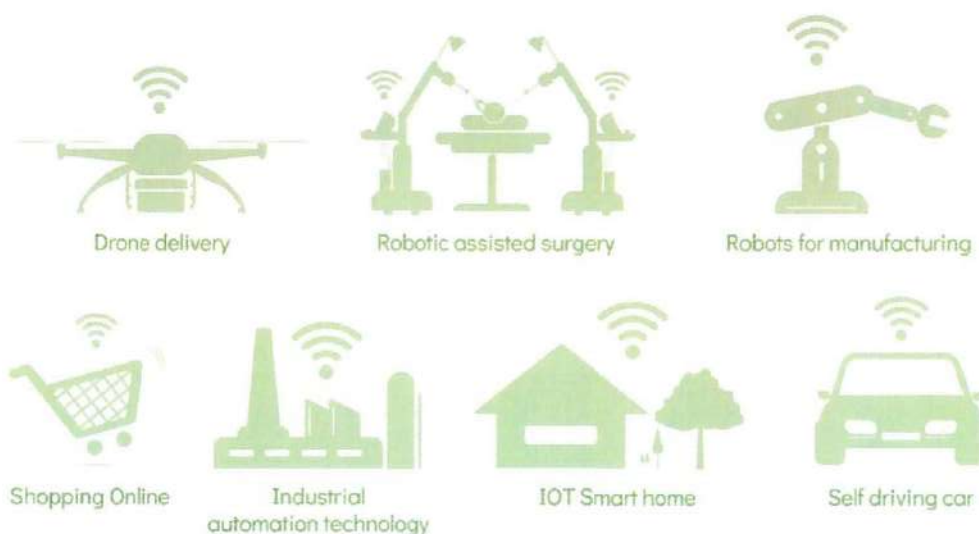 Drone delivery
Robotic assisted surgery
Robots for manufacturing
Shopping Online
Industrial
automation technology
IOT Smart home
Self driving car